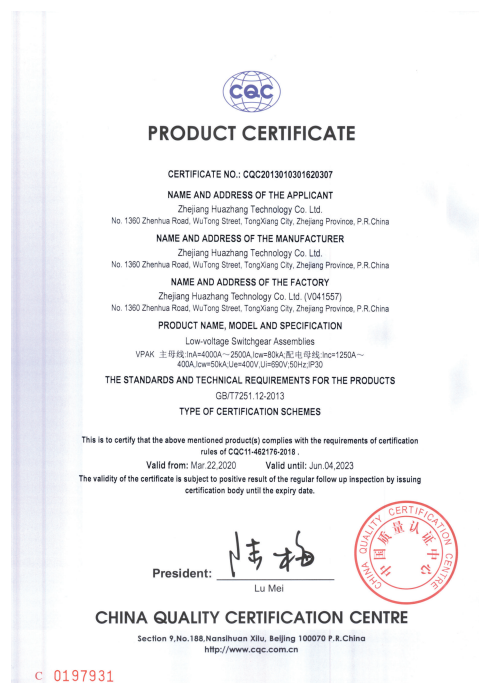 CQC
PRODUCT CERTIFICATE
CERTIFICATE NO.: CQC2013010301620307
NAME AND ADDRESS OF THE APPLICANT
Zhejiang Huazhang Technology Co. Ltd.
No. 1360 Zhenhua Road, WuTong Street, TongXiang City, Zhejiang Province, P.R.China
NAME AND ADDRESS OF THE MANUFACTURER
Zhejiang Huazhang Technology Co. Ltd.
No. 1360 Zhenhua Road, WuTong Street, TongXiang City, Zhejiang Province, P.R.China
NAME AND ADDRESS OF THE FACTORY
Zhejiang Huazhang Technology Co. Ltd. (V041557)
No. 1360 Zhenhua Road, WuTong Street, TongXiang City, Zhejiang Province, P.R.China
PRODUCT NAME, MODEL AND SPECIFICATION
Low-voltage Switchgear Assemblies
VPAK 主母线:InA=4000A～2500A,Icw=80kA;配电母线:Inc=1250A～
400A,Icw=50kA;Ue=400V,Ui=690V;50Hz;IP30
THE STANDARDS AND TECHNICAL REQUIREMENTS FOR THE PRODUCTS
GB/T7251.12-2013
TYPE OF CERTIFICATION SCHEMES
This is to certify that the above mentioned product(s) complies with the requirements of certification
rules of CQC11-462176-2018 .
Valid from: Mar.22,2020 Valid until: Jun.04,2023
The validity of the certificate is subject to positive result of the regular follow up inspection by issuing
certification body until the expiry date.
CHINA QUALITY CERTIFICATION CENTRE
中国质量认证中心
President: 陆梅
Lu Mei
CHINA QUALITY CERTIFICATION CENTRE
Section 9,No.188,Nansihuan Xilu, Beijing 100070 P.R.China
http://www.cqc.com.cn
C 0197931